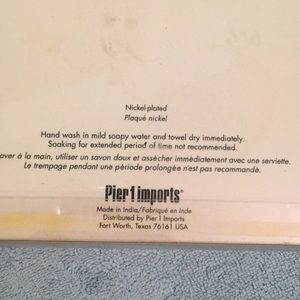 Nickel-plated
Plaqué nickel
Hand wash in mild soapy water and towel dry immediately.
Soaking for extended period of time not recommended.
aver à la main, utiliser un savon doux et assécher immédiatement avec une serviette.
Le trempage pendant une période prolongée n'est pas recommandé.
Pier 1 imports®
Made in India/Fabriqué en Inde
Distributed by Pier 1 Imports
Fort Worth, Texas 76161 USA